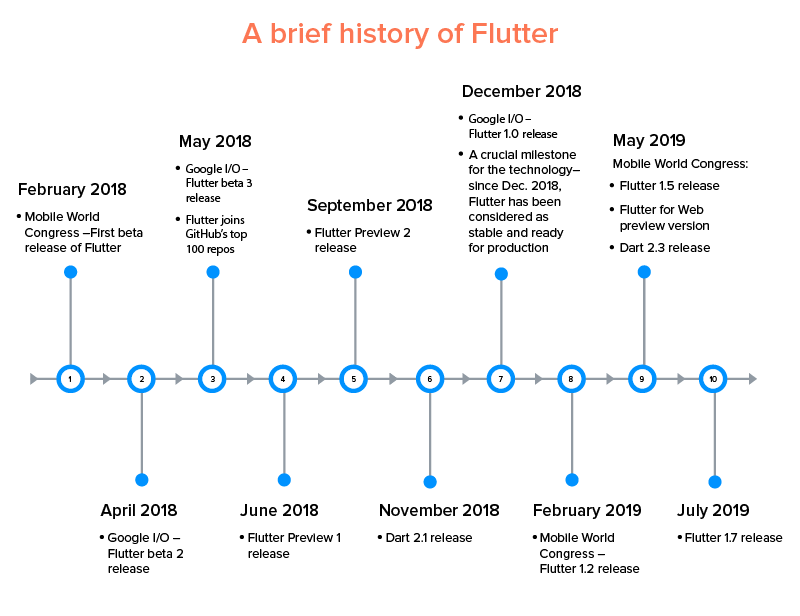 A brief history of Flutter
February 2018
• Mobile World
Congress –First beta
release of Flutter
May 2018
• Google I/O –
Flutter beta 3
release
• Flutter joins
GitHub's top
100 repos
September 2018
• Flutter Preview 2
release
December 2018
• Google I/O –
Flutter 1.0 release
• A crucial milestone
for the technology–
since Dec. 2018,
Flutter has been
considered as
stable and ready
for production
May 2019
Mobile World Congress:
• Flutter 1.5 release
• Flutter for Web
preview version
• Dart 2.3 release
1 2 3 4 5 6 7 8 9 10
April 2018
• Google I/O –
Flutter beta 2
release
June 2018
• Flutter Preview 1
release
November 2018
• Dart 2.1 release
February 2019
• Mobile World
Congress –
Flutter 1.2 release
July 2019
• Flutter 1.7 release